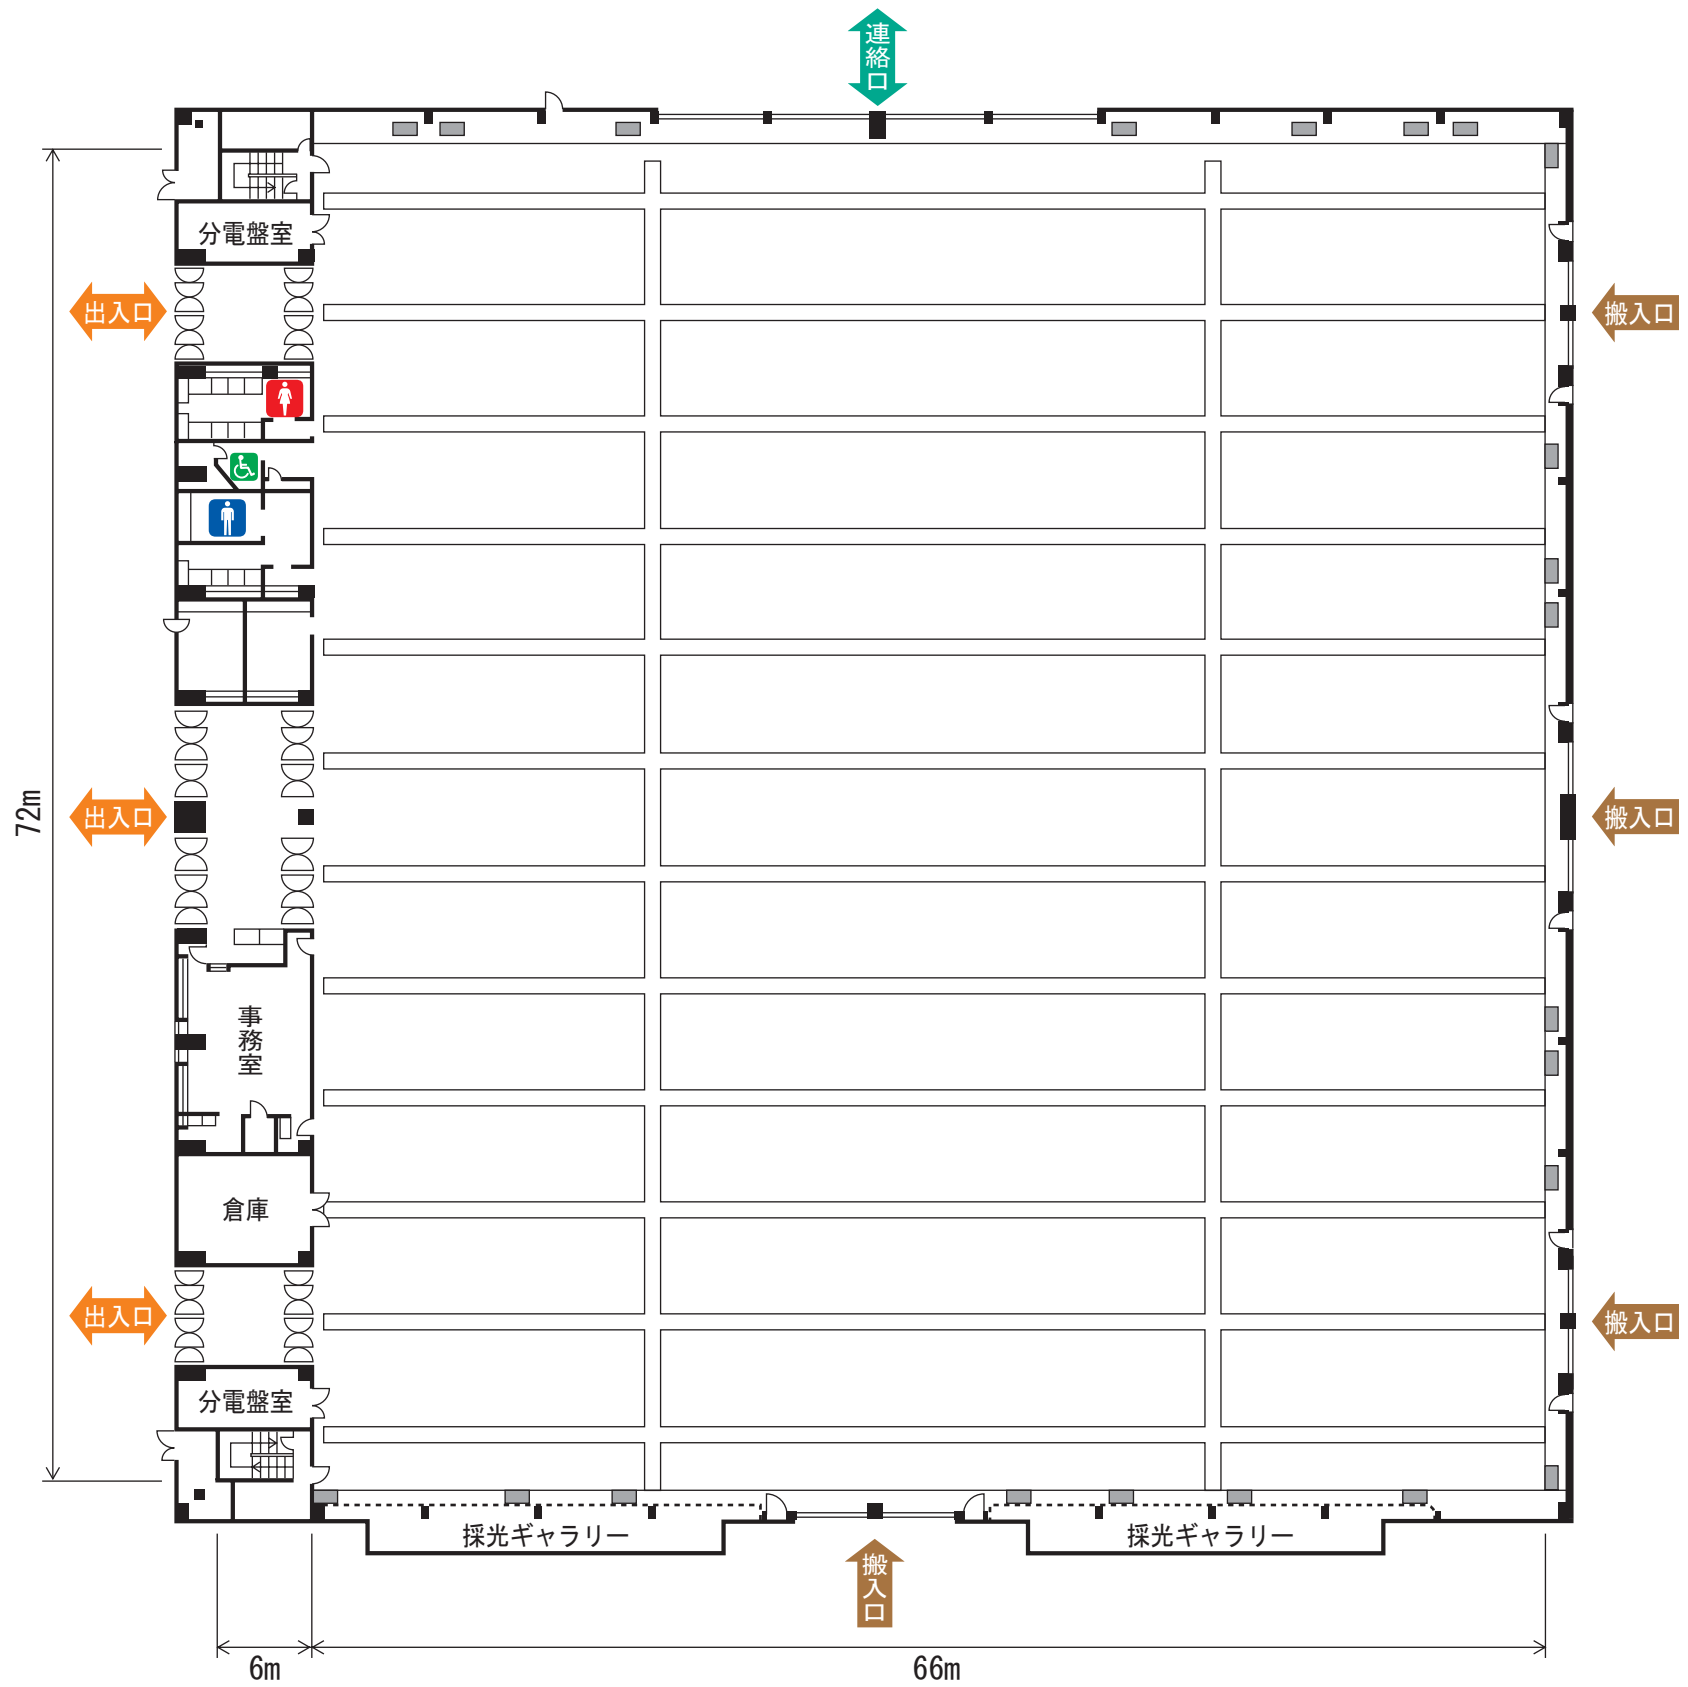 連絡口
分電盤室
出入口
搬入口
72m
出入口
搬入口
事務室
倉庫
出入口
搬入口
分電盤室
採光ギャラリー
採光ギャラリー
搬入口
6m
66m